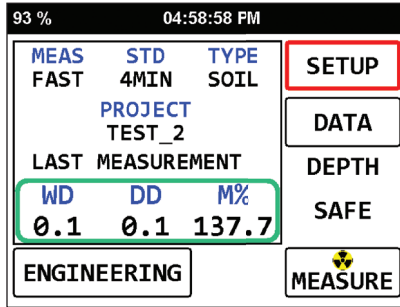 93 % 04:58:58 PM
MEAS STD TYPE
FAST 4MIN SOIL
PROJECT
TEST_2
LAST MEASUREMENT
WD DD M%
0.1 0.1 137.7
ENGINEERING
SETUP
DATA
DEPTH
SAFE
MEASURE